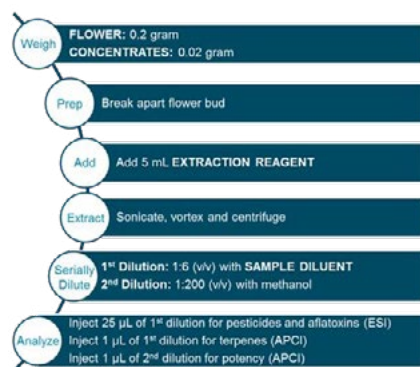 Weigh
FLOWER: 0.2 gram
CONCENTRATES: 0.02 gram
Prep
Break apart flower bud
Add
Add 5 mL EXTRACTION REAGENT
Extract
Sonicate, vortex and centrifuge
Serially
Dilute
1st Dilution: 1:6 (v/v) with SAMPLE DILUENT
2nd Dilution: 1:200 (v/v) with methanol
Analyze
Inject 25 µL of 1st dilution for pesticides and aflatoxins (ESI)
Inject 1 µL of 1st dilution for terpenes (APCI)
Inject 1 µL of 2nd dilution for potency (APCI)